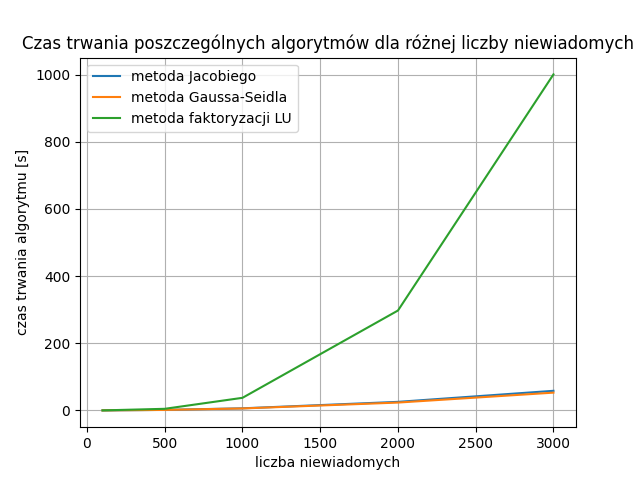 Czas trwania poszczególnych algorytmów dla różnej liczby niewiadomych
metoda Jacobiego
metoda Gaussa-Seidla
metoda faktoryzacji LU
czas trwania algorytmu [s]
1000
800
600
400
200
0
0 500 1000 1500 2000 2500 3000
liczba niewiadomych